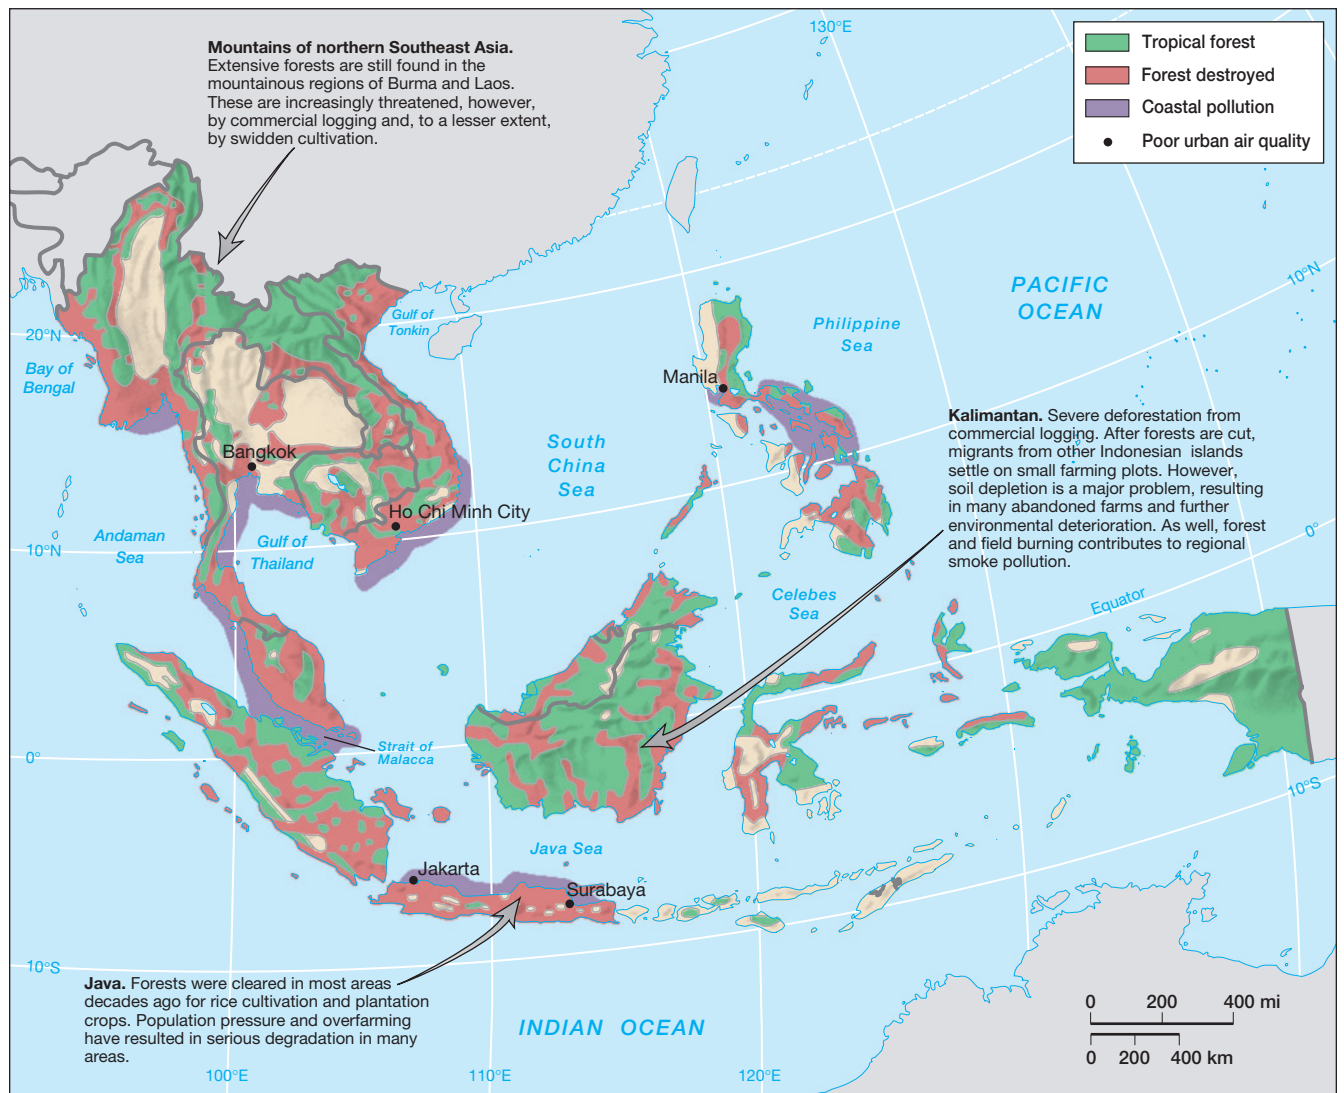 130°E
Tropical forest
Forest destroyed
Coastal pollution
Poor urban air quality
Mountains of northern Southeast Asia.
Extensive forests are still found in the
mountainous regions of Burma and Laos.
These are increasingly threatened, however,
by commercial logging and, to a lesser extent,
by swidden cultivation.
PACIFIC
OCEAN
10°N
Gulf of
Tonkin
Philippine
Sea
20°N
Bay of
Bengal
Manila
Kalimantan. Severe deforestation from
commercial logging. After forests are cut,
migrants from other Indonesian islands
settle on small farming plots. However,
soil depletion is a major problem, resulting
in many abandoned farms and further
environmental deterioration. As well, forest
and field burning contributes to regional
smoke pollution.
South
China
Sea
Bangkok
Ho Chi Minh City
Andaman
Sea
Gulf of
Thailand
10°N
0°
Celebes
Sea
Equator
Strait of
Malacca
0°
10°S
Java Sea
Jakarta
Surabaya
10°S
Java. Forests were cleared in most areas
decades ago for rice cultivation and plantation
crops. Population pressure and overfarming
have resulted in serious degradation in many
areas.
INDIAN OCEAN
0 200 400 mi
0 200 400 km
100°E
110°E
120°E